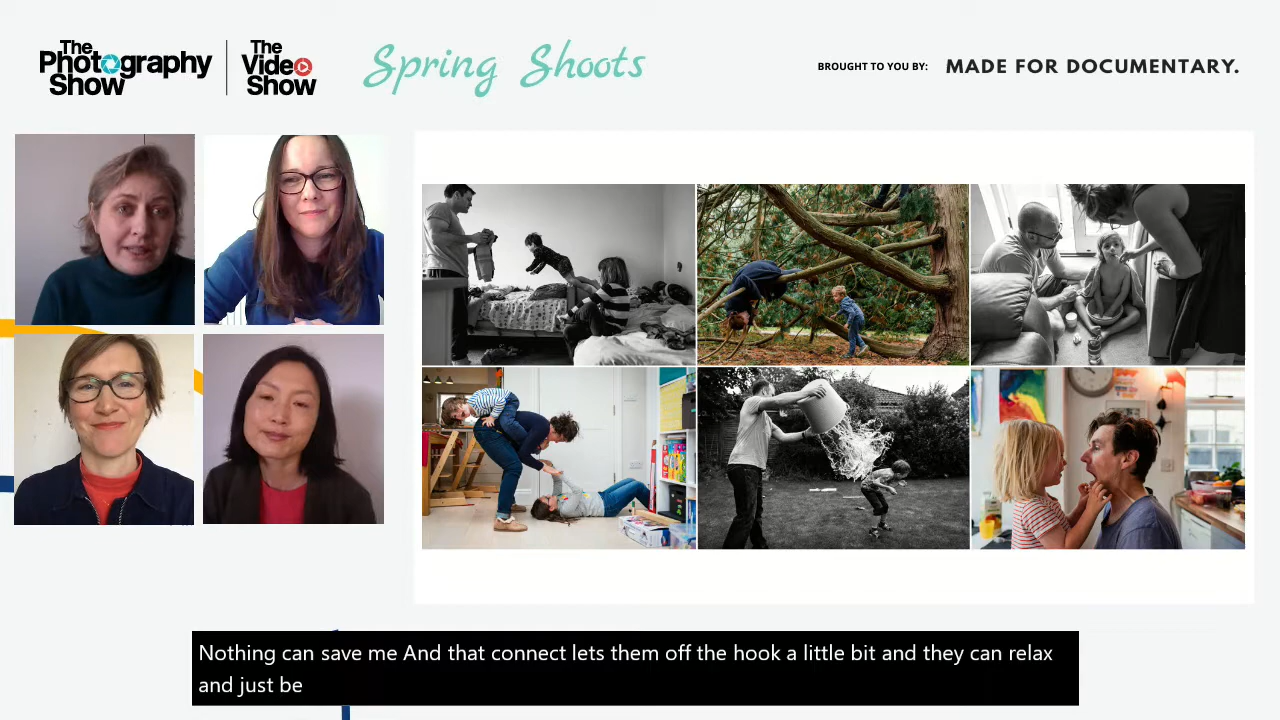 The
Photography
Show
The
Video
Show
Spring Shoots
BROUGHT TO YOU BY:
MADE FOR DOCUMENTARY.
Nothing can save me And that connect lets them off the hook a little bit and they can relax
and just be